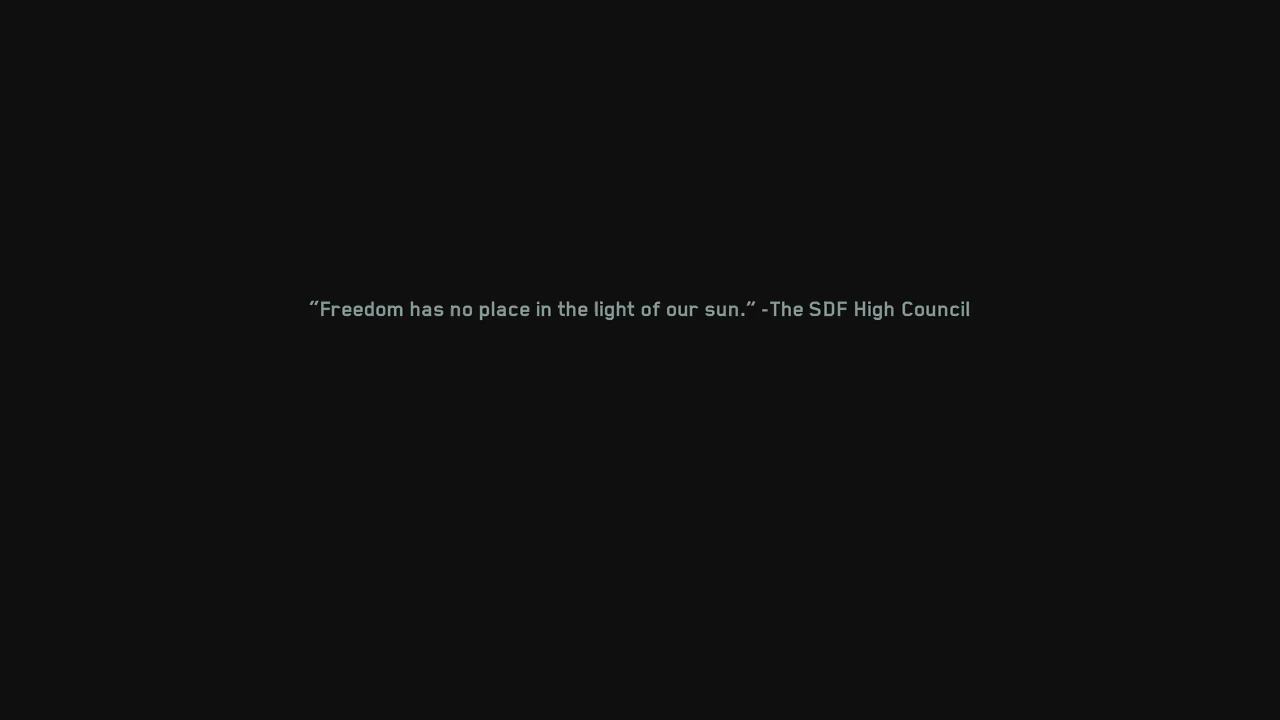 “Freedom has no place in the light of our sun.” -The SDF High Council